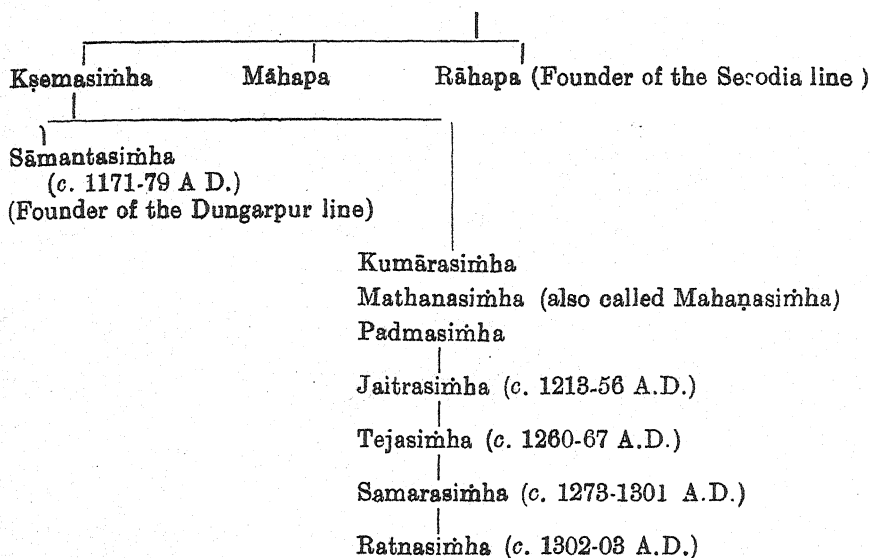 Kṣemasiṁha Māhapa Rāhapa (Founder of the Sesodia line )
Sāmantasiṁha
(c. 1171-79 A D.)
(Founder of the Dungarpur line)
Kumārasiṁha
Mathanasiṁha (also called Mahaṇasiṁha)
Padmasiṁha
Jaitrasiṁha (c. 1213-56 A.D.)
Tejasiṁha (c. 1260-67 A.D.)
Samarasiṁha (c. 1273-1301 A.D.)
Ratnasiṁha (c. 1302-03 A.D.)